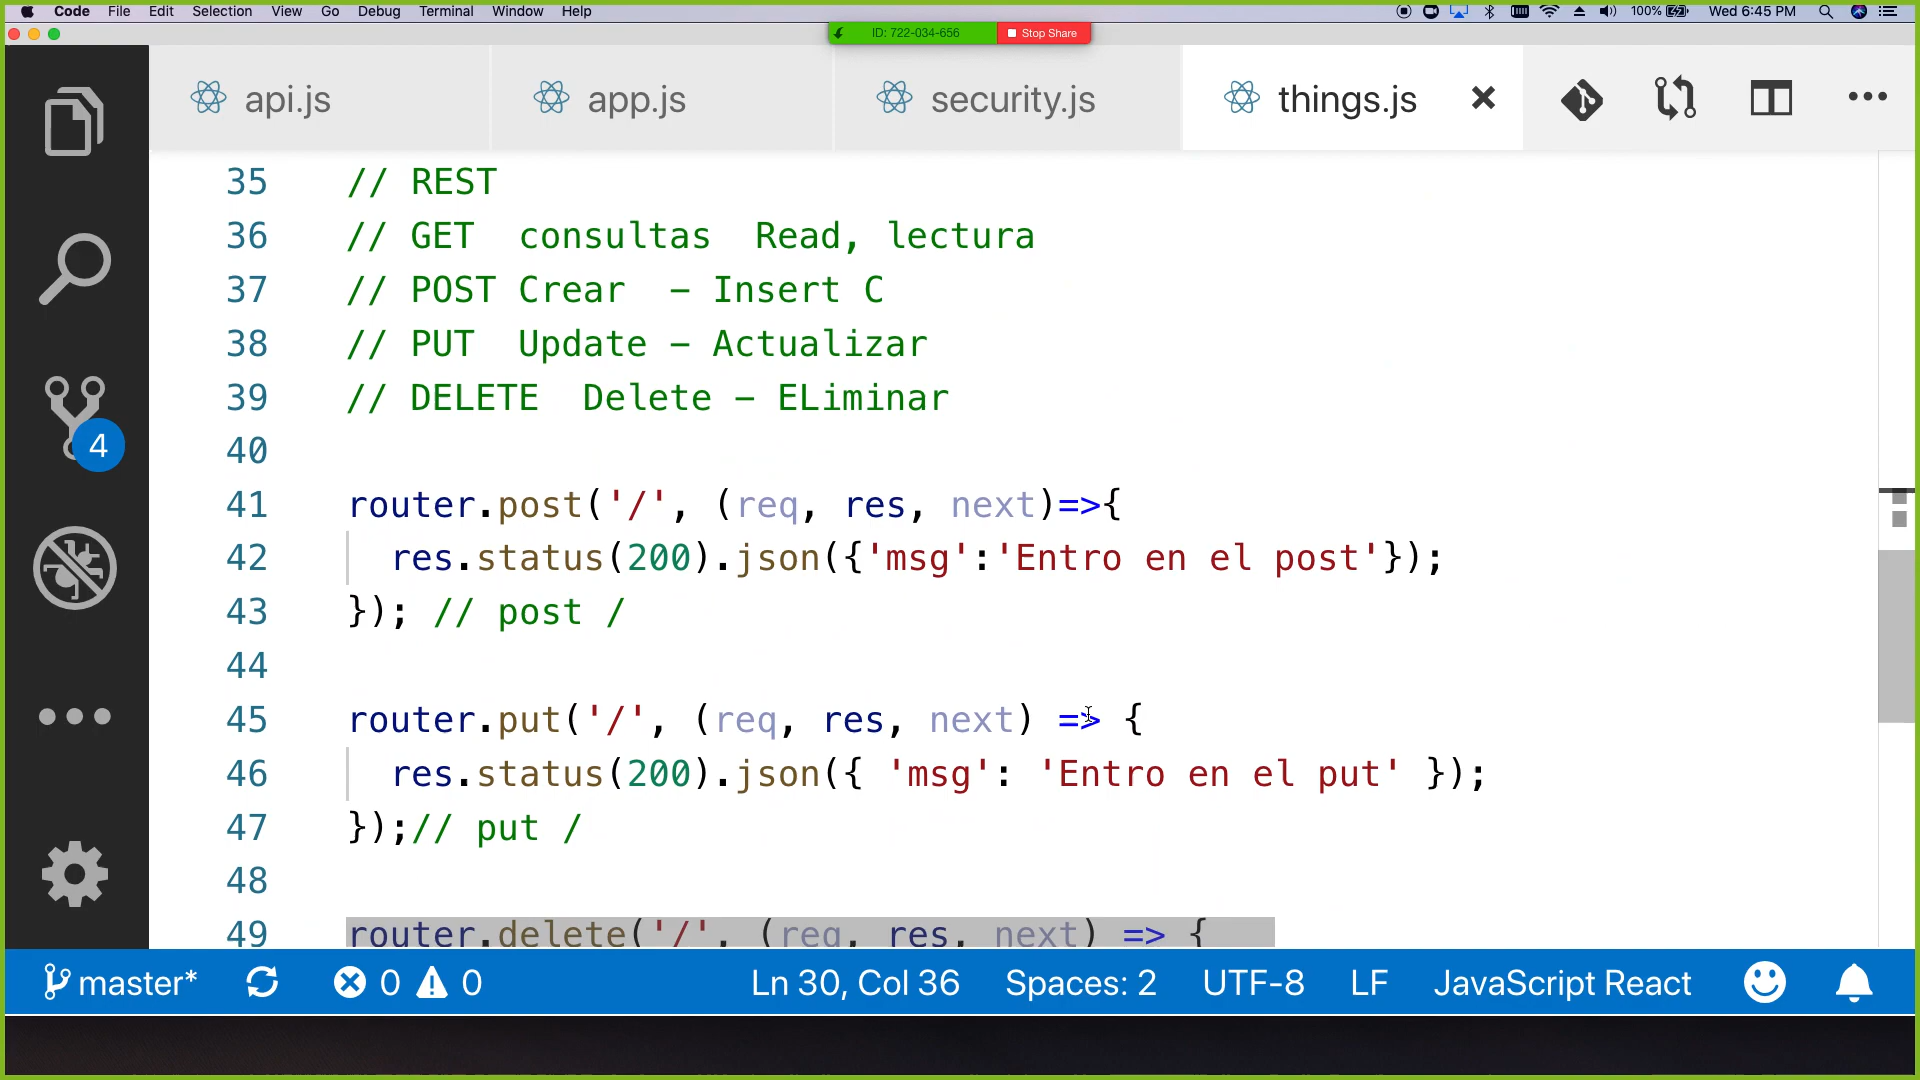 Code File Edit Selection View Go Debug Terminal Window Help 100% Wed 6:45 PM
ID: 722-034-656 Stop Share
api.js app.js security.js things.js
35 // REST
36 // GET  consultas  Read, lectura
37 // POST Crear  - Insert C
38 // PUT  Update - Actualizar
39 // DELETE  Delete - ELiminar
40
41 router.post('/', (req, res, next)=>{
42 res.status(200).json({'msg':'Entro en el post'});
43 }); // post /
44
45 router.put('/', (req, res, next) => {
46 res.status(200).json({ 'msg': 'Entro en el put' });
47 });// put /
48
49 router.delete('/', (req, res, next) => {
4
master* 0 0 Ln 30, Col 36 Spaces: 2 UTF-8 LF JavaScript React